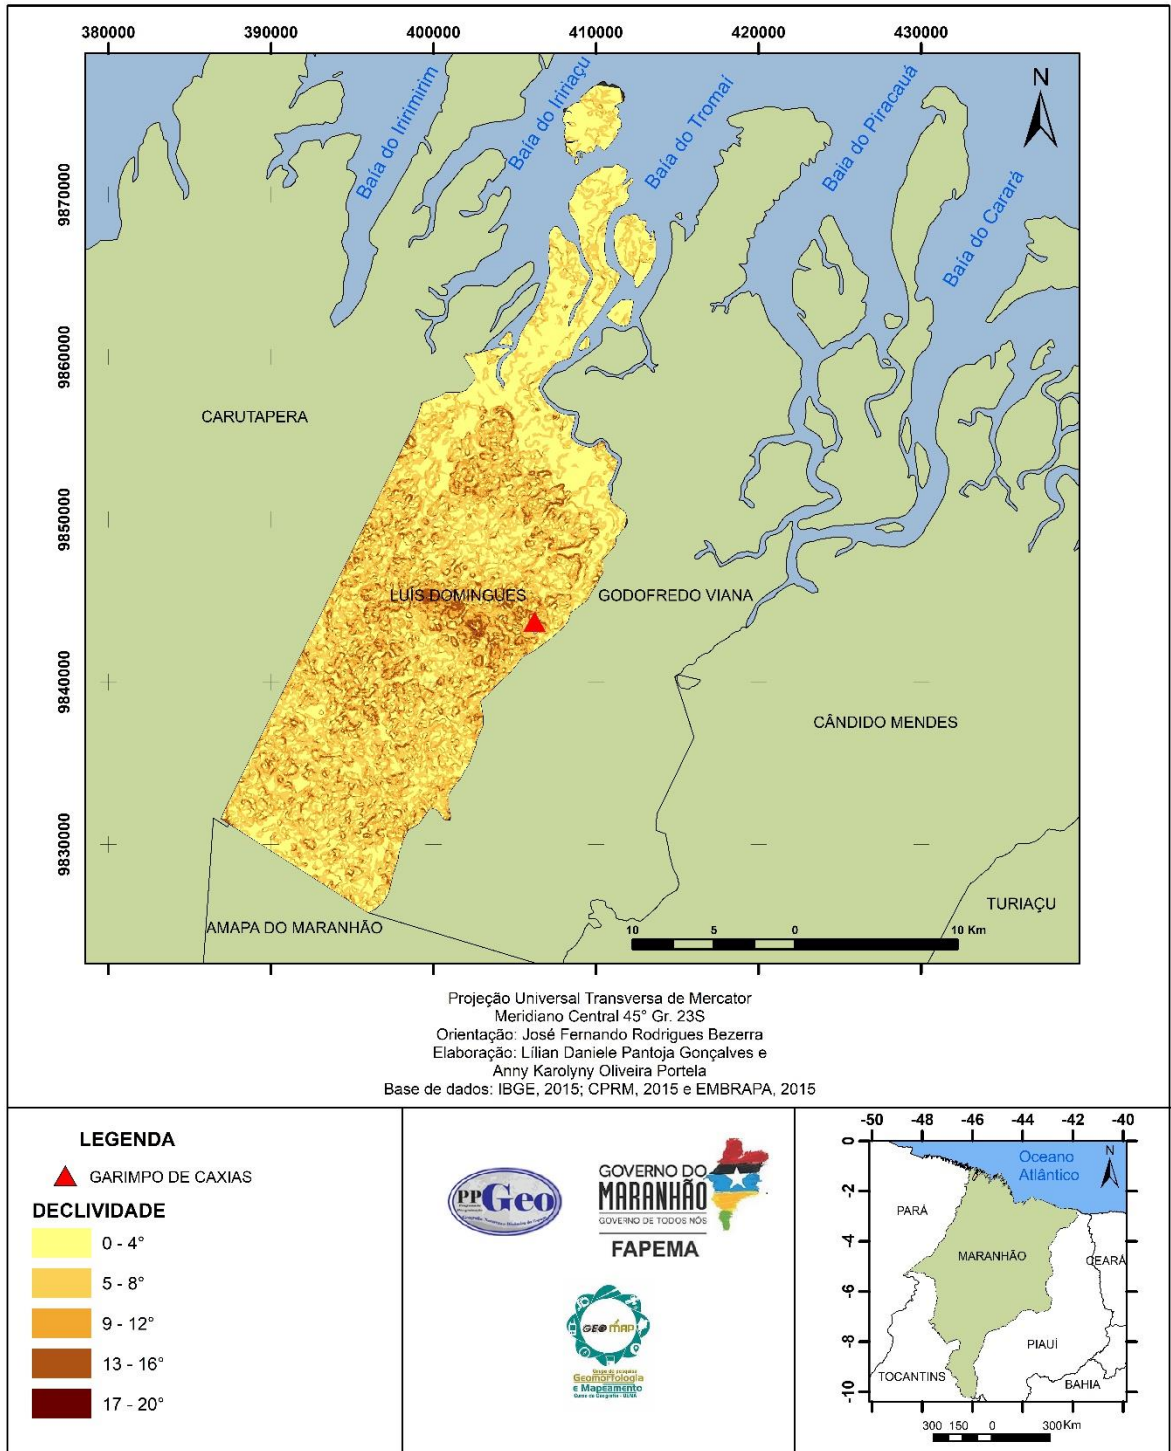 380000 390000 400000 410000 420000 430000
N
Baía do Iririmirim
Baía do Iririaçu
Baía do Tromaí
Baía do Piracauá
Baía do Carará
9870000
9860000
9850000
9840000
9830000
CARUTAPERA
LUÍS DOMINGUES
GODOFREDO VIANA
CÂNDIDO MENDES
TURIAÇU
AMAPA DO MARANHÃO
10 5 0 10 Km
Projeção Universal Transversa de Mercator
Meridiano Central 45° Gr. 23S
Orientação: José Fernando Rodrigues Bezerra
Elaboração: Lílian Daniele Pantoja Gonçalves e
Anny Karolyny Oliveira Portela
Base de dados: IBGE, 2015; CPRM, 2015 e EMBRAPA, 2015
LEGENDA
GARIMPO DE CAXIAS
DECLIVIDADE
0 - 4°
5 - 8°
9 - 12°
13 - 16°
17 - 20°
PPGeo
GOVERNO DO
MARANHÃO
GOVERNO DE TODOS NÓS
FAPEMA
GEOMAP
Grupo de pesquisa
Geomorfologia
e Mapeamento
-50 -48 -46 -44 -42 -40
0
-2
-4
-6
-8
-10
Oceano
Atlântico
N
PARÁ
MARANHÃO
CEARÁ
PIAUÍ
TOCANTINS
BAHIA
300 150 0 300 Km